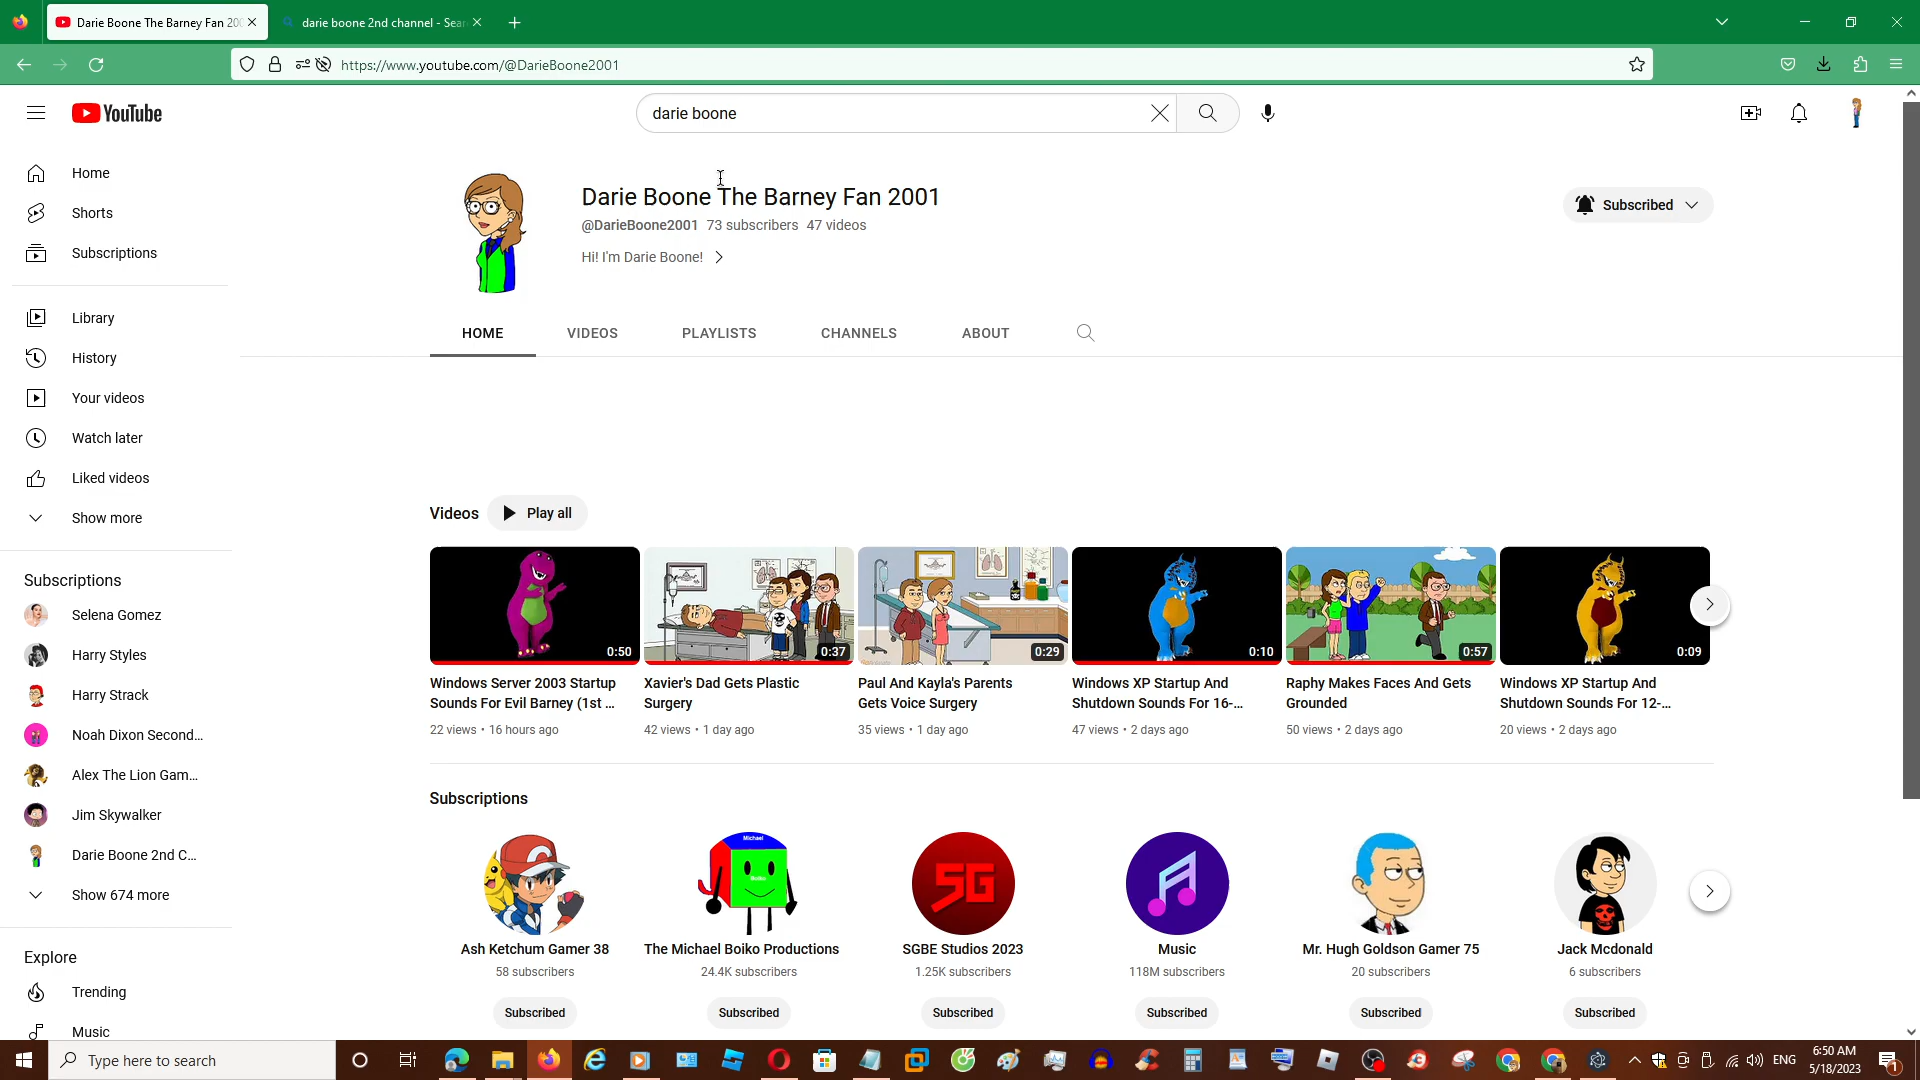 Darie Boone The Barney Fan 200
darie boone 2nd channel - Sear
https://www.youtube.com/@DarieBoone2001
YouTube
darie boone
Home
Shorts
Subscriptions
Library
History
Your videos
Watch later
Liked videos
Show more
Subscriptions
Selena Gomez
Harry Styles
Harry Strack
Noah Dixon Second...
Alex The Lion Gam...
Jim Skywalker
Darie Boone 2nd C...
Show 674 more
Explore
Trending
Music
Darie Boone The Barney Fan 2001
@DarieBoone2001 73 subscribers 47 videos
Hi! I'm Darie Boone!
Subscribed
HOME VIDEOS PLAYLISTS CHANNELS ABOUT
Videos Play all
0:50
Windows Server 2003 Startup
Sounds For Evil Barney (1st ...
22 views • 16 hours ago
0:37
Xavier's Dad Gets Plastic
Surgery
42 views • 1 day ago
0:29
Paul And Kayla's Parents
Gets Voice Surgery
35 views • 1 day ago
0:10
Windows XP Startup And
Shutdown Sounds For 16-...
47 views • 2 days ago
0:57
Raphy Makes Faces And Gets
Grounded
50 views • 2 days ago
0:09
Windows XP Startup And
Shutdown Sounds For 12-...
20 views • 2 days ago
Subscriptions
Ash Ketchum Gamer 38
58 subscribers
Subscribed
Michael
Boiko
The Michael Boiko Productions
24.4K subscribers
Subscribed
SG
SGBE Studios 2023
1.25K subscribers
Subscribed
Music
118M subscribers
Subscribed
Mr. Hugh Goldson Gamer 75
20 subscribers
Subscribed
Jack Mcdonald
6 subscribers
Subscribed
Type here to search
ENG
6:50 AM
5/18/2023
1